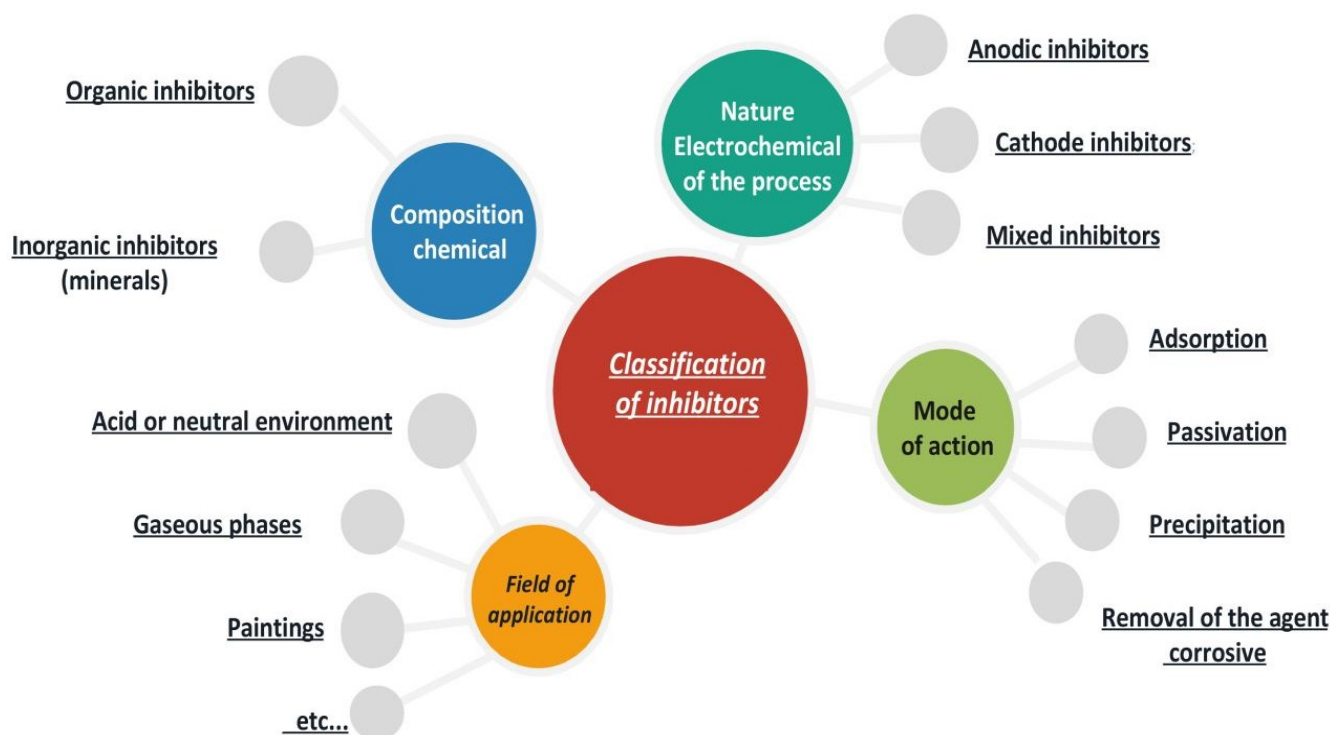 Organic inhibitors
Inorganic inhibitors
(minerals)
Composition
chemical
Nature
Electrochemical
of the process
Anodic inhibitors
Cathode inhibitors
Mixed inhibitors
Classification
of inhibitors
Mode
of action
Adsorption
Passivation
Precipitation
Removal of the agent
corrosive
Acid or neutral environment
Gaseous phases
Paintings
etc...
Field of
application